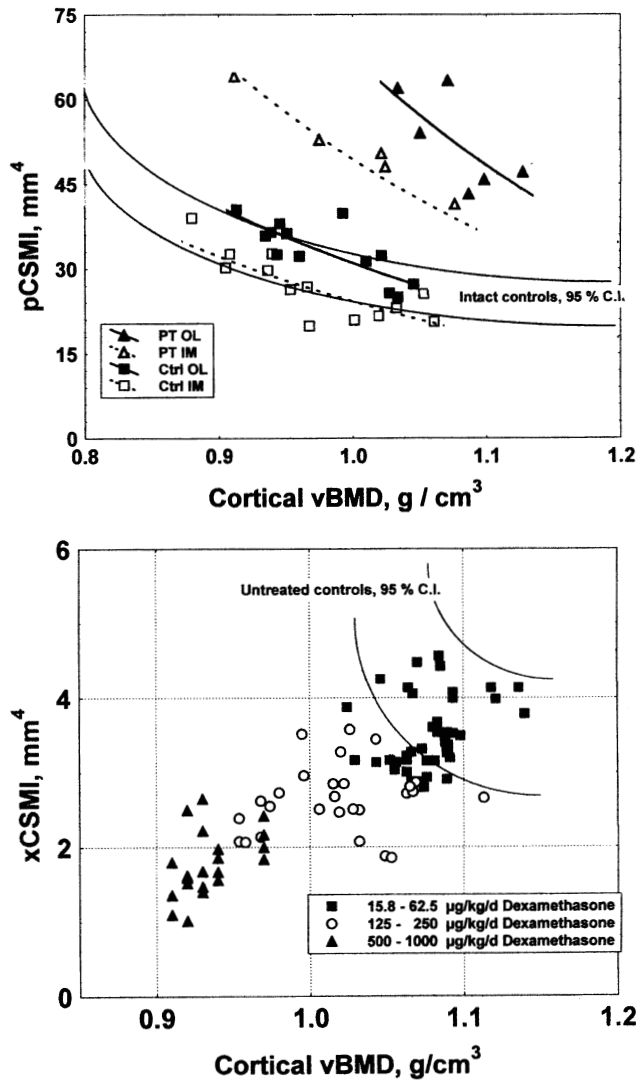 75
60
pCSMI, mm4
45
30
Intact controls, 95 % C.I.
PT OL
PT IM
Ctrl OL
Ctrl IM
15
0
0.8 0.9 1.0 1.1 1.2
Cortical vBMD, g / cm3
6
Untreated controls, 95 % C.I.
xCSMI, mm4
4
2
15.8 - 62.5 µg/kg/d Dexamethasone
125 - 250 µg/kg/d Dexamethasone
500 - 1000 µg/kg/d Dexamethasone
0
0.9 1.0 1.1 1.2
Cortical vBMD, g/cm3